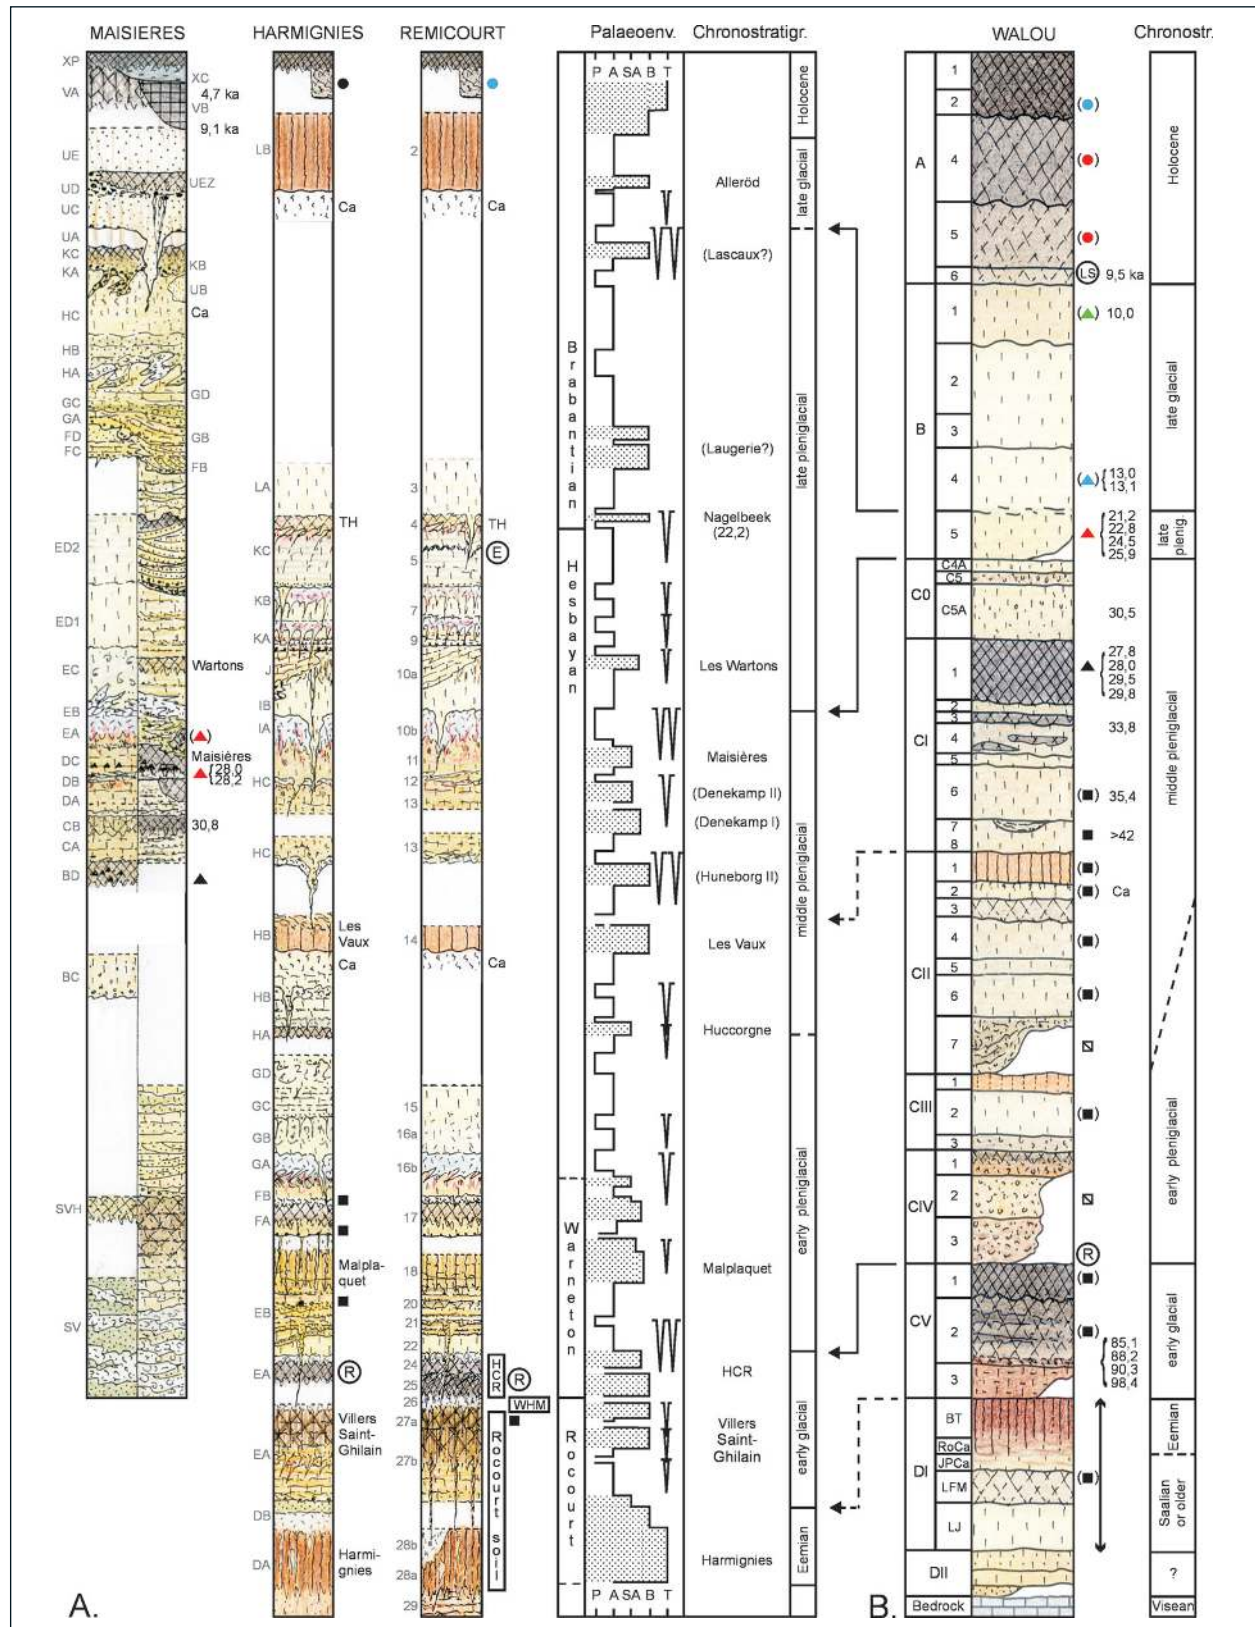 MAISIERES
HARMIGNIES
REMICOURT
Palaeoenv.
Chronostratigr.
WALOU
Chronostr.
XP
VA
XC
4,7 ka
VB
9,1 ka
UE
UD
UEZ
UC
UA
KC
KA
KB
UB
HC
Ca
HB
HA
GD
GC
GA
FD
GB
FC
FB
ED2
ED1
EC
Wartons
EB
EA
(▲)
Maisières
DC
28,0
28,2
DB
DA
CB
30,8
CA
BD
BC
SVH
SV
A.
LB
Ca
LA
TH
KC
KB
KA
J
IB
IA
HC
HC
HB
Les
Vaux
Ca
HB
HA
GD
GC
GB
GA
FB
FA
Malpla-
quet
EB
EA
R
Villers
Saint-
Ghilain
EA
DB
DA
Harmi-
gnies
2
Ca
3
4
TH
E
5
7
9
10a
10b
11
12
13
13
14
Ca
15
16a
16b
17
18
20
21
22
24
25
26
HCR
R
WHM
27a
27b
28b
28a
29
Rocourt soil
P A SA B T
Brabantian
Hesbayan
Warneton
Rocourt
P A SA B T
Alleröd
(Lascaux?)
(Laugerie?)
Nagelbeek
(22,2)
Les Wartons
Maisières
(Denekamp II)
(Denekamp I)
(Huneborg II)
Les Vaux
Huccorgne
Malplaquet
HCR
Villers
Saint-
Ghilain
Harmignies
Holocene
late glacial
late pleniglacial
middle pleniglacial
early pleniglacial
early glacial
Eemian
B.
A
1
2
4
5
6
LS
9,5 ka
B
1
10,0
2
3
4
13,0
13,1
5
21,2
22,8
24,5
25,9
C0
C4A
C5
C5A
30,5
CI
1
27,8
28,0
29,5
29,8
2
3
33,8
4
5
6
35,4
7
>42
8
CII
1
2
Ca
3
4
5
6
7
CIII
1
2
3
CIV
1
2
3
R
CV
1
2
85,1
88,2
90,3
98,4
3
DI
BT
RoCa
JPCa
LFM
LJ
DII
Bedrock
Holocene
late glacial
late
plenig.
middle pleniglacial
early pleniglacial
early glacial
Eemian
Saalian
or older
?
Visean